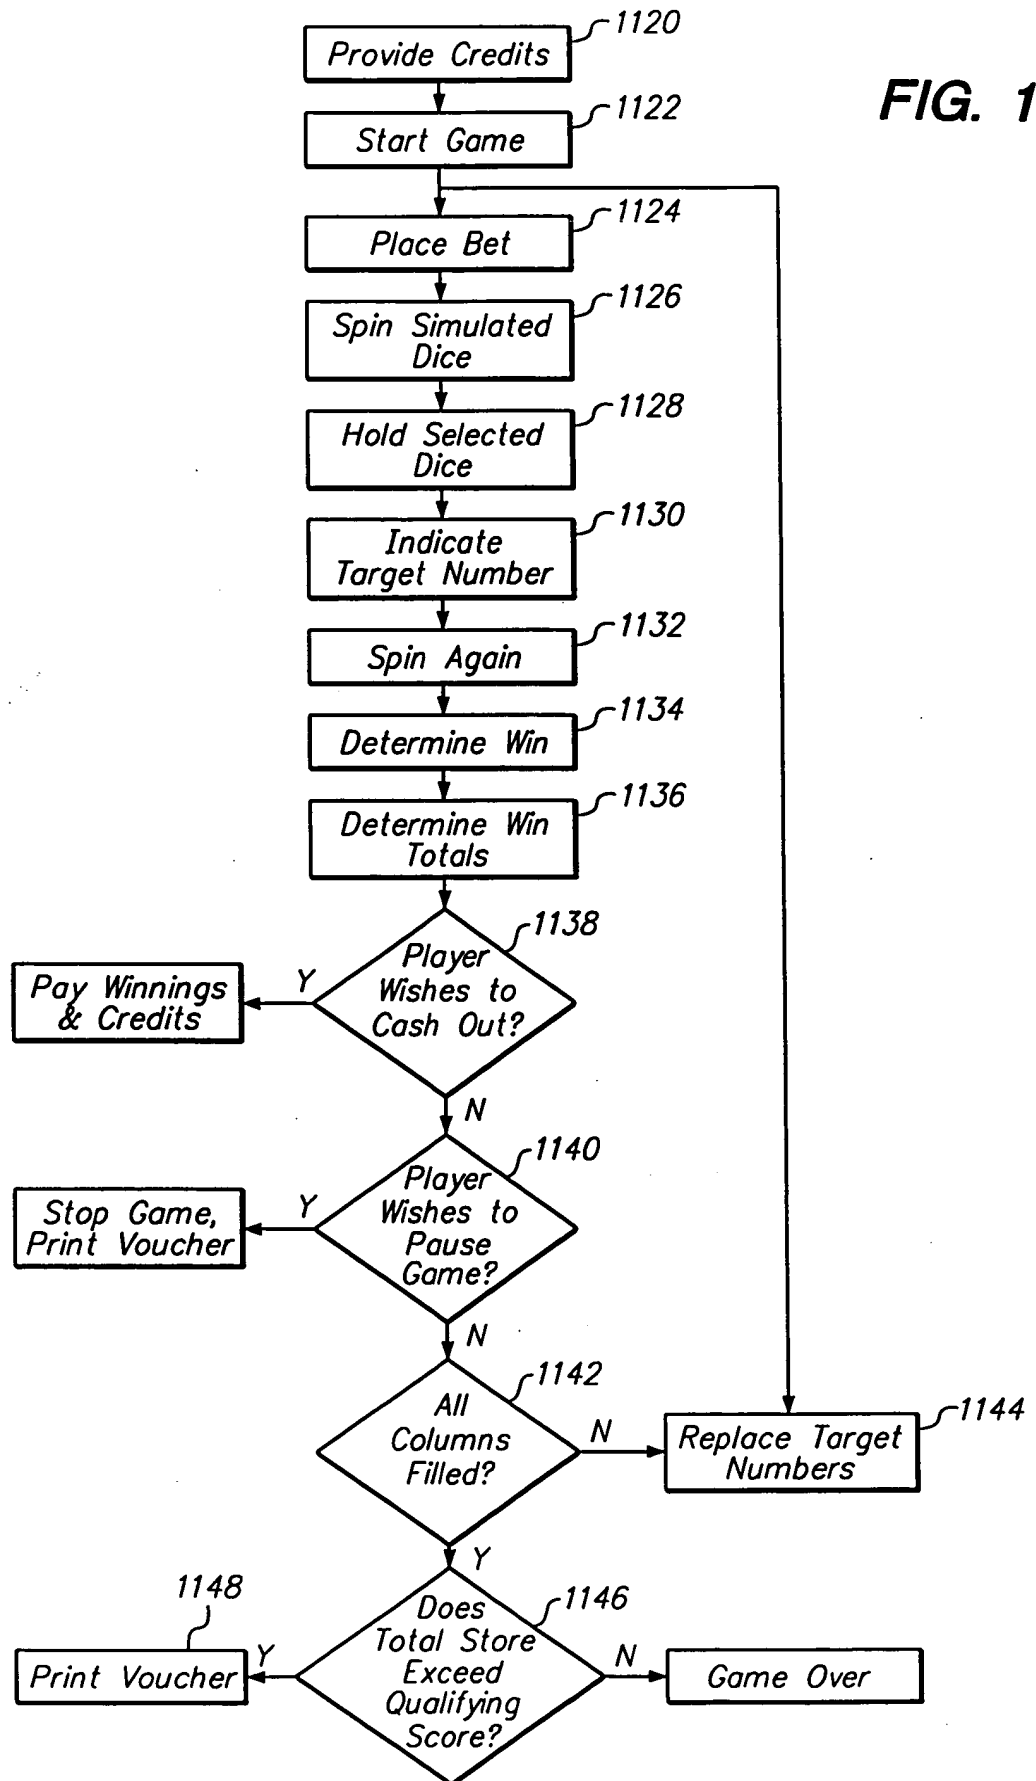 1120
Provide Credits
FIG. 1
1122
Start Game
1124
Place Bet
1126
Spin Simulated
Dice
1128
Hold Selected
Dice
1130
Indicate
Target Number
1132
Spin Again
1134
Determine Win
1136
Determine Win
Totals
1138
Player
Wishes to
Cash Out?
Y
Pay Winnings
& Credits
N
1140
Player
Wishes to
Pause
Game?
Y
Stop Game,
Print Voucher
N
1142
All
Columns
Filled?
N
1144
Replace Target
Numbers
Y
1148
1146
Does
Total Store
Exceed
Qualifying
Score?
Y
Print Voucher
N
Game Over